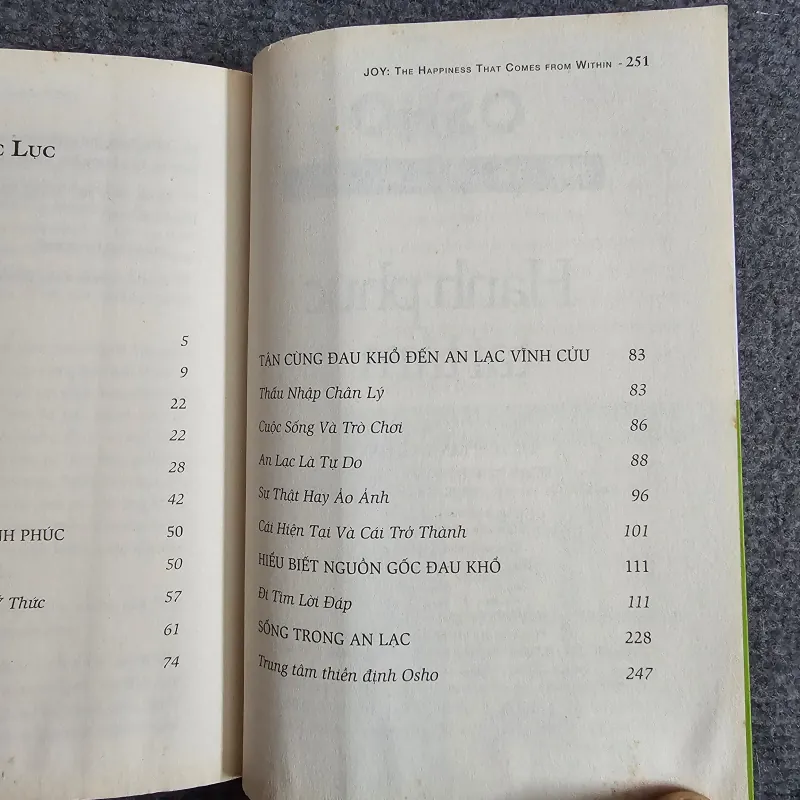 C LỤC
5
9
22
22
28
42
NH PHÚC 50
50
Ý Thức 57
61
74
JOY: THE HAPPINESS THAT COMES FROM WITHIN - 251
TẬN CÙNG ĐAU KHỔ ĐẾN AN LẠC VĨNH CỬU 83
Thấu Nhập Chân Lý 83
Cuộc Sống Và Trò Chơi 86
An Lạc Là Tự Do 88
Sự Thật Hay Ảo Ảnh 96
Cái Hiện Tại Và Cái Trở Thành 101
HIỂU BIẾT NGUỒN GỐC ĐAU KHỔ 111
Đi Tìm Lời Đáp 111
SỐNG TRONG AN LẠC 228
Trung tâm thiền định Osho 247